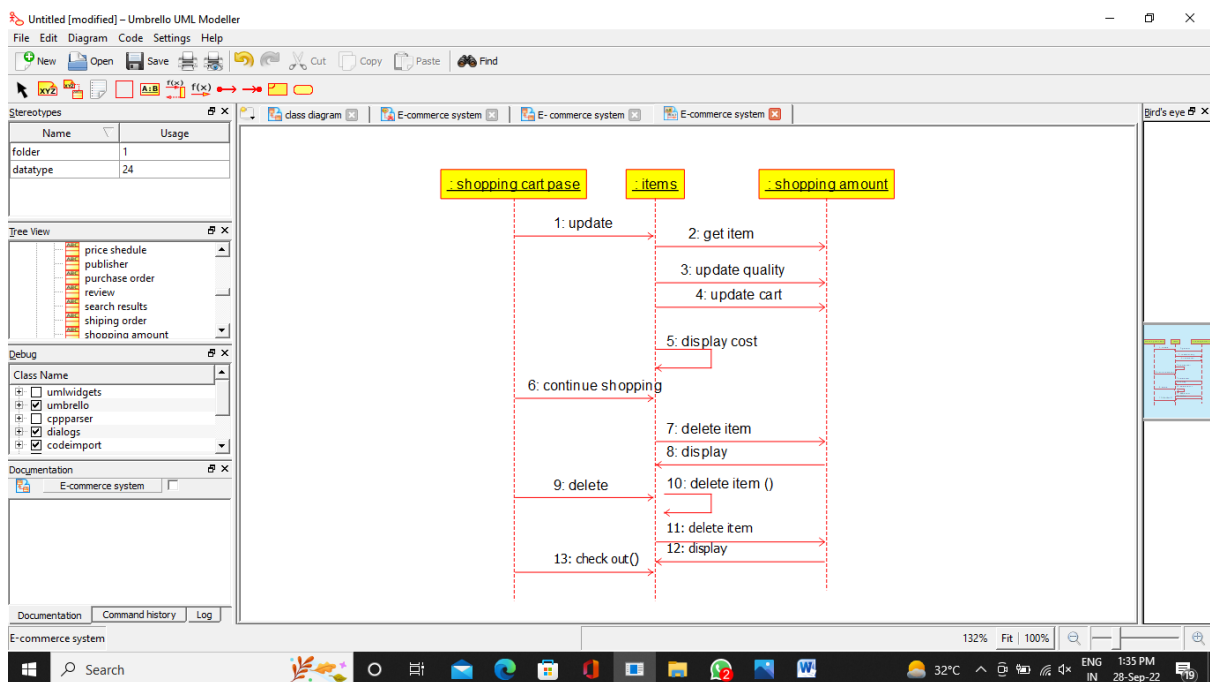 Untitled [modified] – Umbrello UML Modeller
File Edit Diagram Code Settings Help
New Open Save Cut Copy Paste Find
XYZ XYZ A:B f(x) f(x)
Stereotypes
Name Usage
folder 1
datatype 24
Tree View
price shedule
publisher
purchase order
review
search results
shiping order
shopping amount
Debug
Class Name
umlwidgets
umbrello
cppparser
dialogs
codeimport
Documentation
E-commerce system
Documentation Command history Log
class diagram E-commerce system E- commerce system E-commerce system
Bird's eye
: shopping cart pase : items : shopping amount
1: update
2: get item
3: update quality
4: update cart
5: display cost
6: continue shopping
7: delete item
8: display
9: delete
10: delete item ()
11: delete item
12: display
13: check out()
E-commerce system 132% Fit 100%
Search 2 W 32°C ENG IN 1:35 PM 28-Sep-22 19